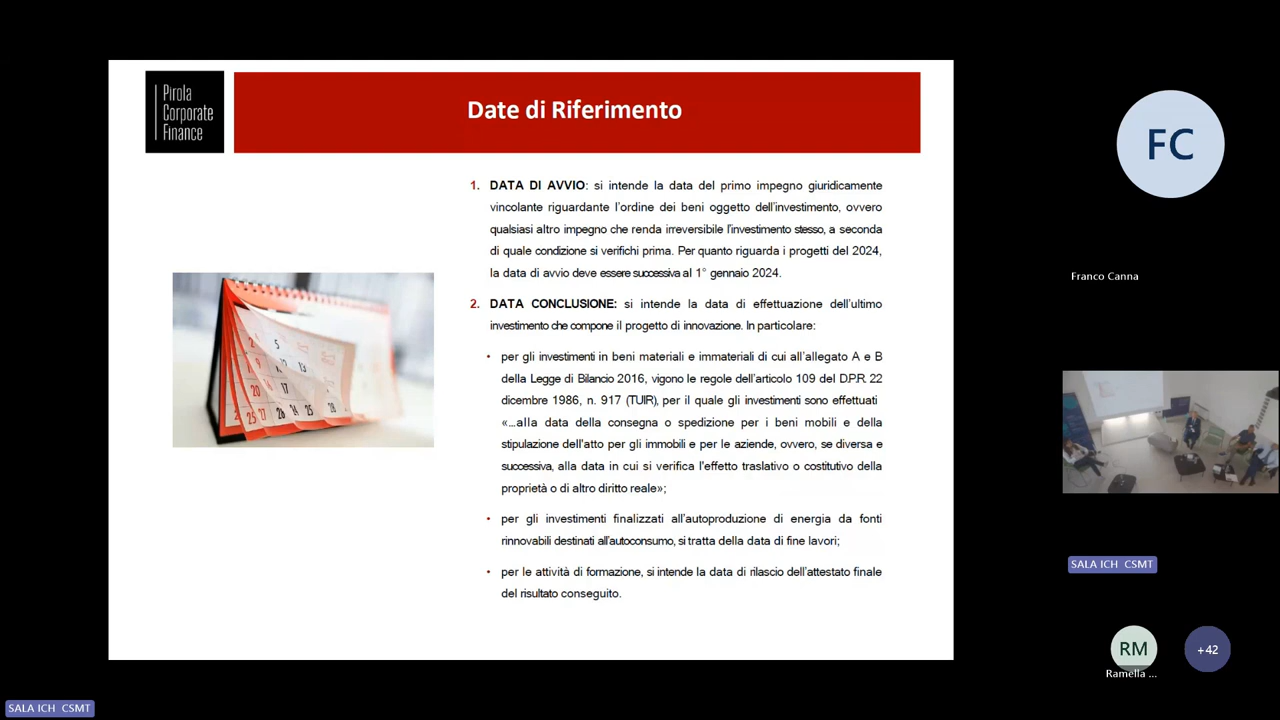 Pirola
Corporate
Finance
Date di Riferimento
1. DATA DI AVVIO: si intende la data del primo impegno giuridicamente
vincolante riguardante l'ordine dei beni oggetto dell'investimento, ovvero
qualsiasi altro impegno che renda irreversibile l'investimento stesso, a seconda
di quale condizione si verifichi prima. Per quanto riguarda i progetti del 2024,
la data di avvio deve essere successiva al 1° gennaio 2024.
2. DATA CONCLUSIONE: si intende la data di effettuazione dell'ultimo
investimento che compone il progetto di innovazione. In particolare:
• per gli investimenti in beni materiali e immateriali di cui all'allegato A e B
della Legge di Bilancio 2016, vigono le regole dell'articolo 109 del D.P.R. 22
dicembre 1986, n. 917 (TUIR), per il quale gli investimenti sono effettuati
«...alla data della consegna o spedizione per i beni mobili e della
stipulazione dell'atto per gli immobili e per le aziende, ovvero, se diversa e
successiva, alla data in cui si verifica l'effetto traslativo o costitutivo della
proprietà o di altro diritto reale»;
• per gli investimenti finalizzati all'autoproduzione di energia da fonti
rinnovabili destinati all'autoconsumo, si tratta della data di fine lavori;
• per le attività di formazione, si intende la data di rilascio dell'attestato finale
del risultato conseguito.
FC
Franco Canna
SALA ICH CSMT
RM
+42
Ramella ...
SALA ICH CSMT